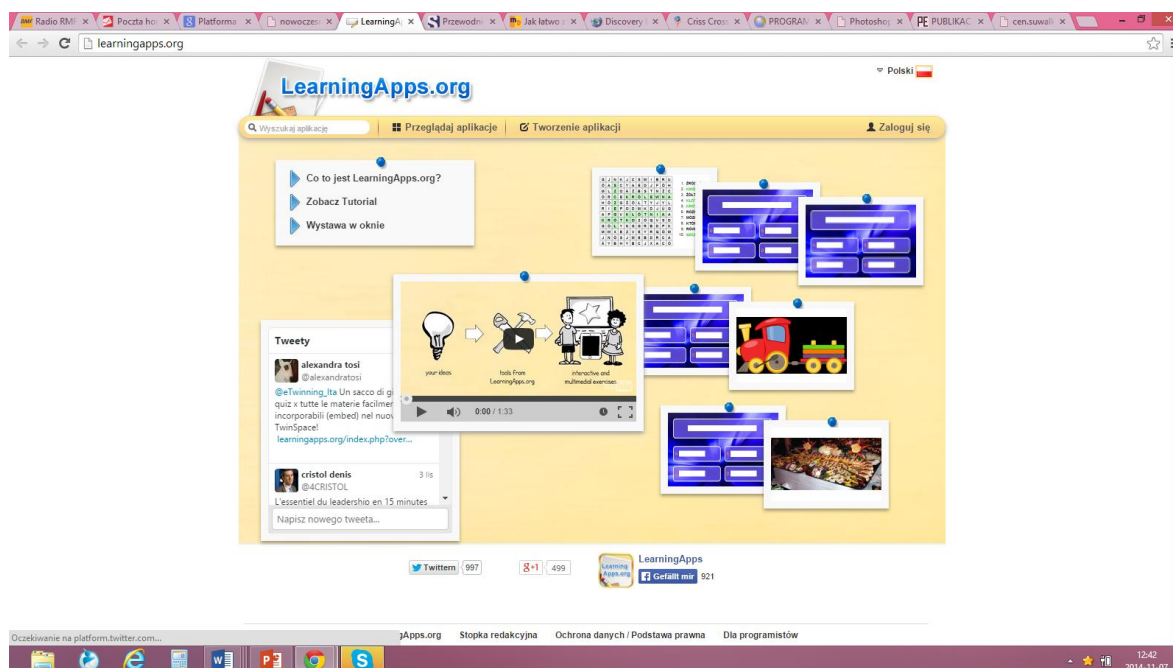 Radio RMF
Poczta ho
Platforma
nowoczes
LearningA
Przewodni
Jak łatwo
Discovery
Criss Cros
PROGRAM
Photoshop
PUBLIKAC
cen.suwal
learningapps.org
LearningApps.org
Polski
Wyszukaj aplikację
Przeglądaj aplikacje
Tworzenie aplikacji
Zaloguj się
Co to jest LearningApps.org?
Zobacz Tutorial
Wystawa w oknie
your ideas
tools from
LearningApps.org
interactive and
multimedial exercises
0:00 / 1:33
Tweety
alexandra tosi
@alexandratosi
@eTwinning_Ita Un sacco di gi
quiz x tutte le materie facilmer
incorporabili (embed) nel nuov
TwinSpace!
learningapps.org/index.php?over...
cristol denis
3 lis
@4CRISTOL
L'essentiel du leadership en 15 minutes
Napisz nowego tweeta...
Twittern 997
g+1 499
LearningApps
Gefällt mir 921
Oczekiwanie na platform.twitter.com...
gApps.org
Stopka redakcyjna
Ochrona danych / Podstawa prawna
Dla programistów
12:42
2014-11-07